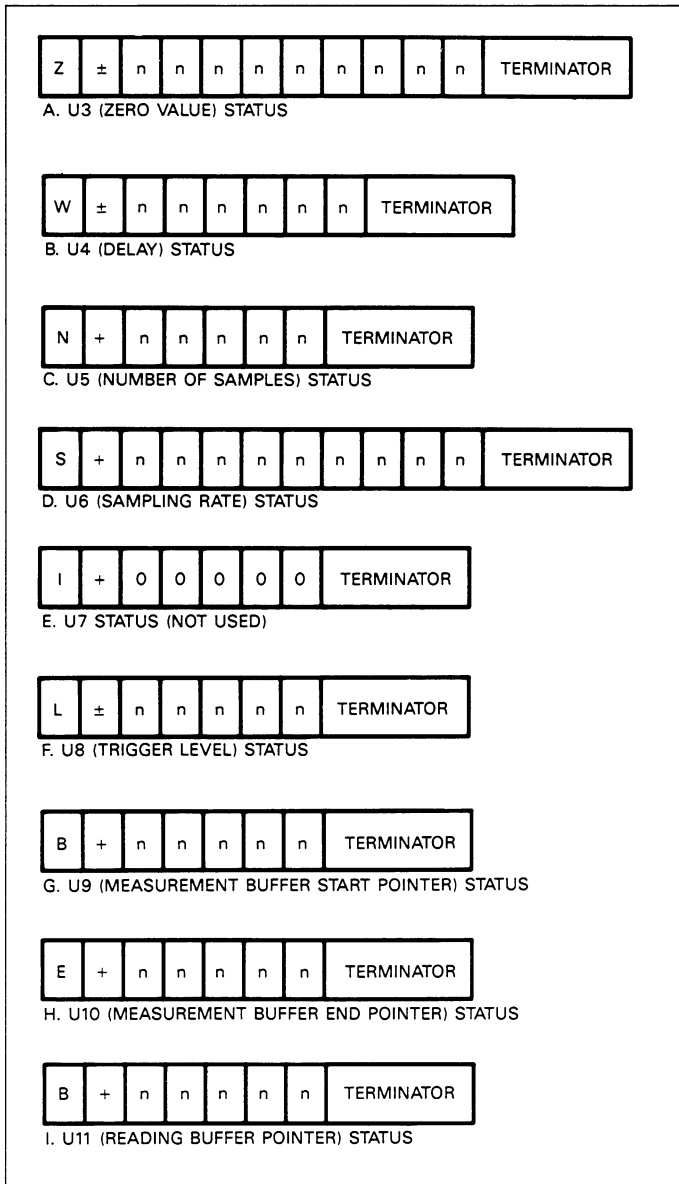 Z ± n n n n n n n n n TERMINATOR
A. U3 (ZERO VALUE) STATUS
W ± n n n n n n TERMINATOR
B. U4 (DELAY) STATUS
N + n n n n n TERMINATOR
C. U5 (NUMBER OF SAMPLES) STATUS
S + n n n n n n n n n TERMINATOR
D. U6 (SAMPLING RATE) STATUS
I + 0 0 0 0 0 TERMINATOR
E. U7 STATUS (NOT USED)
L ± n n n n n TERMINATOR
F. U8 (TRIGGER LEVEL) STATUS
B + n n n n n TERMINATOR
G. U9 (MEASUREMENT BUFFER START POINTER) STATUS
E + n n n n n TERMINATOR
H. U10 (MEASUREMENT BUFFER END POINTER) STATUS
B + n n n n n TERMINATOR
I. U11 (READING BUFFER POINTER) STATUS